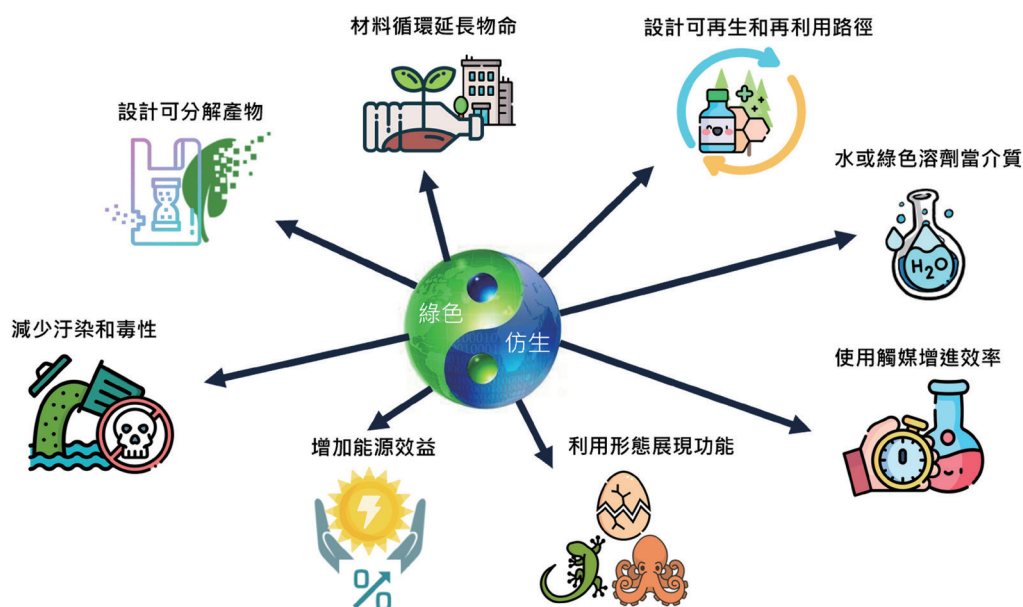 材料循環延長物命
設計可再生和再利用路徑
設計可分解產物
水或綠色溶劑當介質
H₂O
綠色
仿生
減少汙染和毒性
使用觸媒增進效率
增加能源效益
利用形態展現功能
%